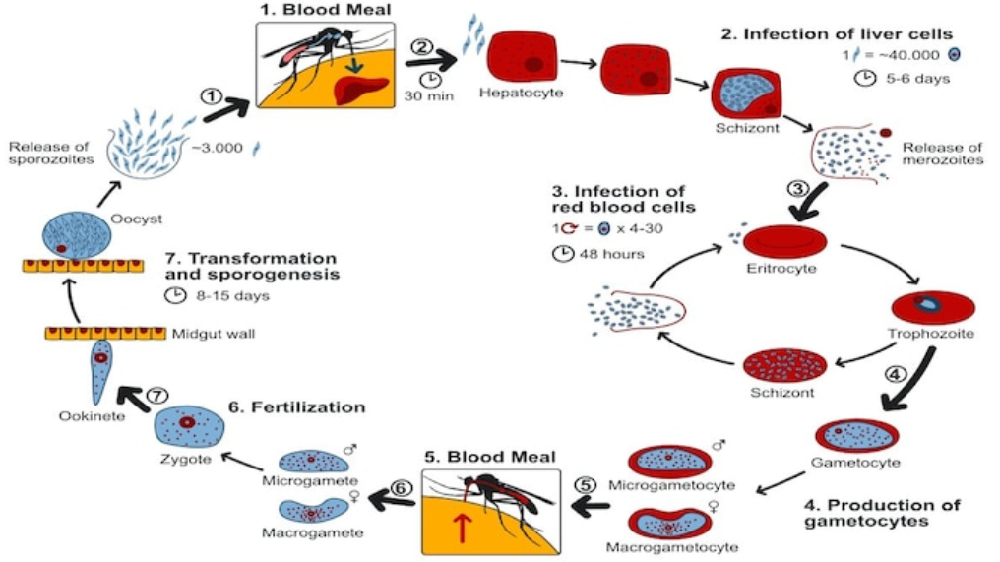 1. Blood Meal
2
30 min
Hepatocyte
2. Infection of liver cells
1 = ~40.000
5-6 days
Schizont
Release of
merozoites
1
Release of
sporozoites
~3.000
3
3. Infection of
red blood cells
1 = x 4-30
48 hours
Eritrocyte
Trophozoite
Schizont
4
Gametocyte
4. Production of
gametocytes
Microgametocyte
♂
Macrogametocyte
♀
5
5. Blood Meal
6
Microgamete
♂
Macrogamete
♀
6. Fertilization
Zygote
7
Ookinete
Midgut wall
7. Transformation
and sporogenesis
8-15 days
Oocyst